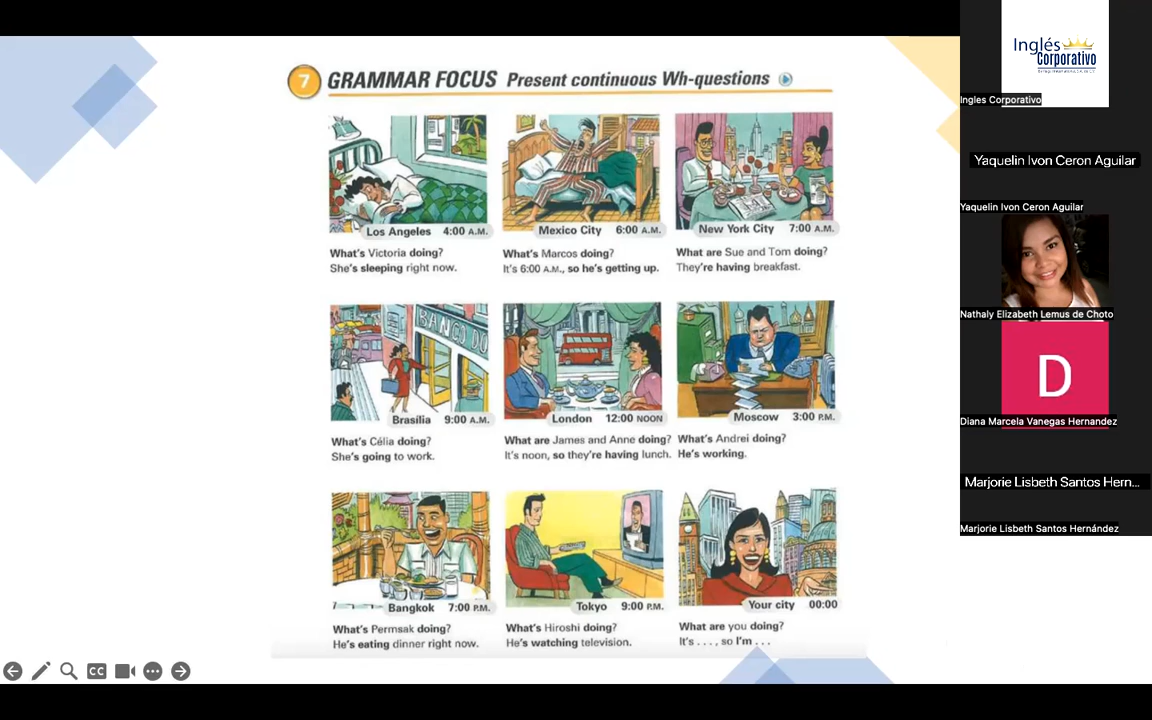 7 GRAMMAR FOCUS Present continuous Wh-questions
Los Angeles 4:00 A.M.
What's Victoria doing?
She's sleeping right now.
Mexico City 6:00 A.M.
What's Marcos doing?
It's 6:00 A.M., so he's getting up.
New York City 7:00 A.M.
What are Sue and Tom doing?
They're having breakfast.
BANCO DO
Brasília 9:00 A.M.
What's Célia doing?
She's going to work.
London 12:00 NOON
What are James and Anne doing?
It's noon, so they're having lunch.
Moscow 3:00 P.M.
What's Andrei doing?
He's working.
Bangkok 7:00 P.M.
What's Permsak doing?
He's eating dinner right now.
Tokyo 9:00 P.M.
What's Hiroshi doing?
He's watching television.
Your city 00:00
What are you doing?
It's . . . , so I'm . . .
CC
Inglés
Corporativo
Ingles Corporativo
Yaquelin Ivon Ceron Aguilar
Yaquelin Ivon Ceron Aguilar
Nathaly Elizabeth Lemus de Choto
D
Diana Marcela Vanegas Hernandez
Marjorie Lisbeth Santos Hern...
Marjorie Lisbeth Santos Hernández